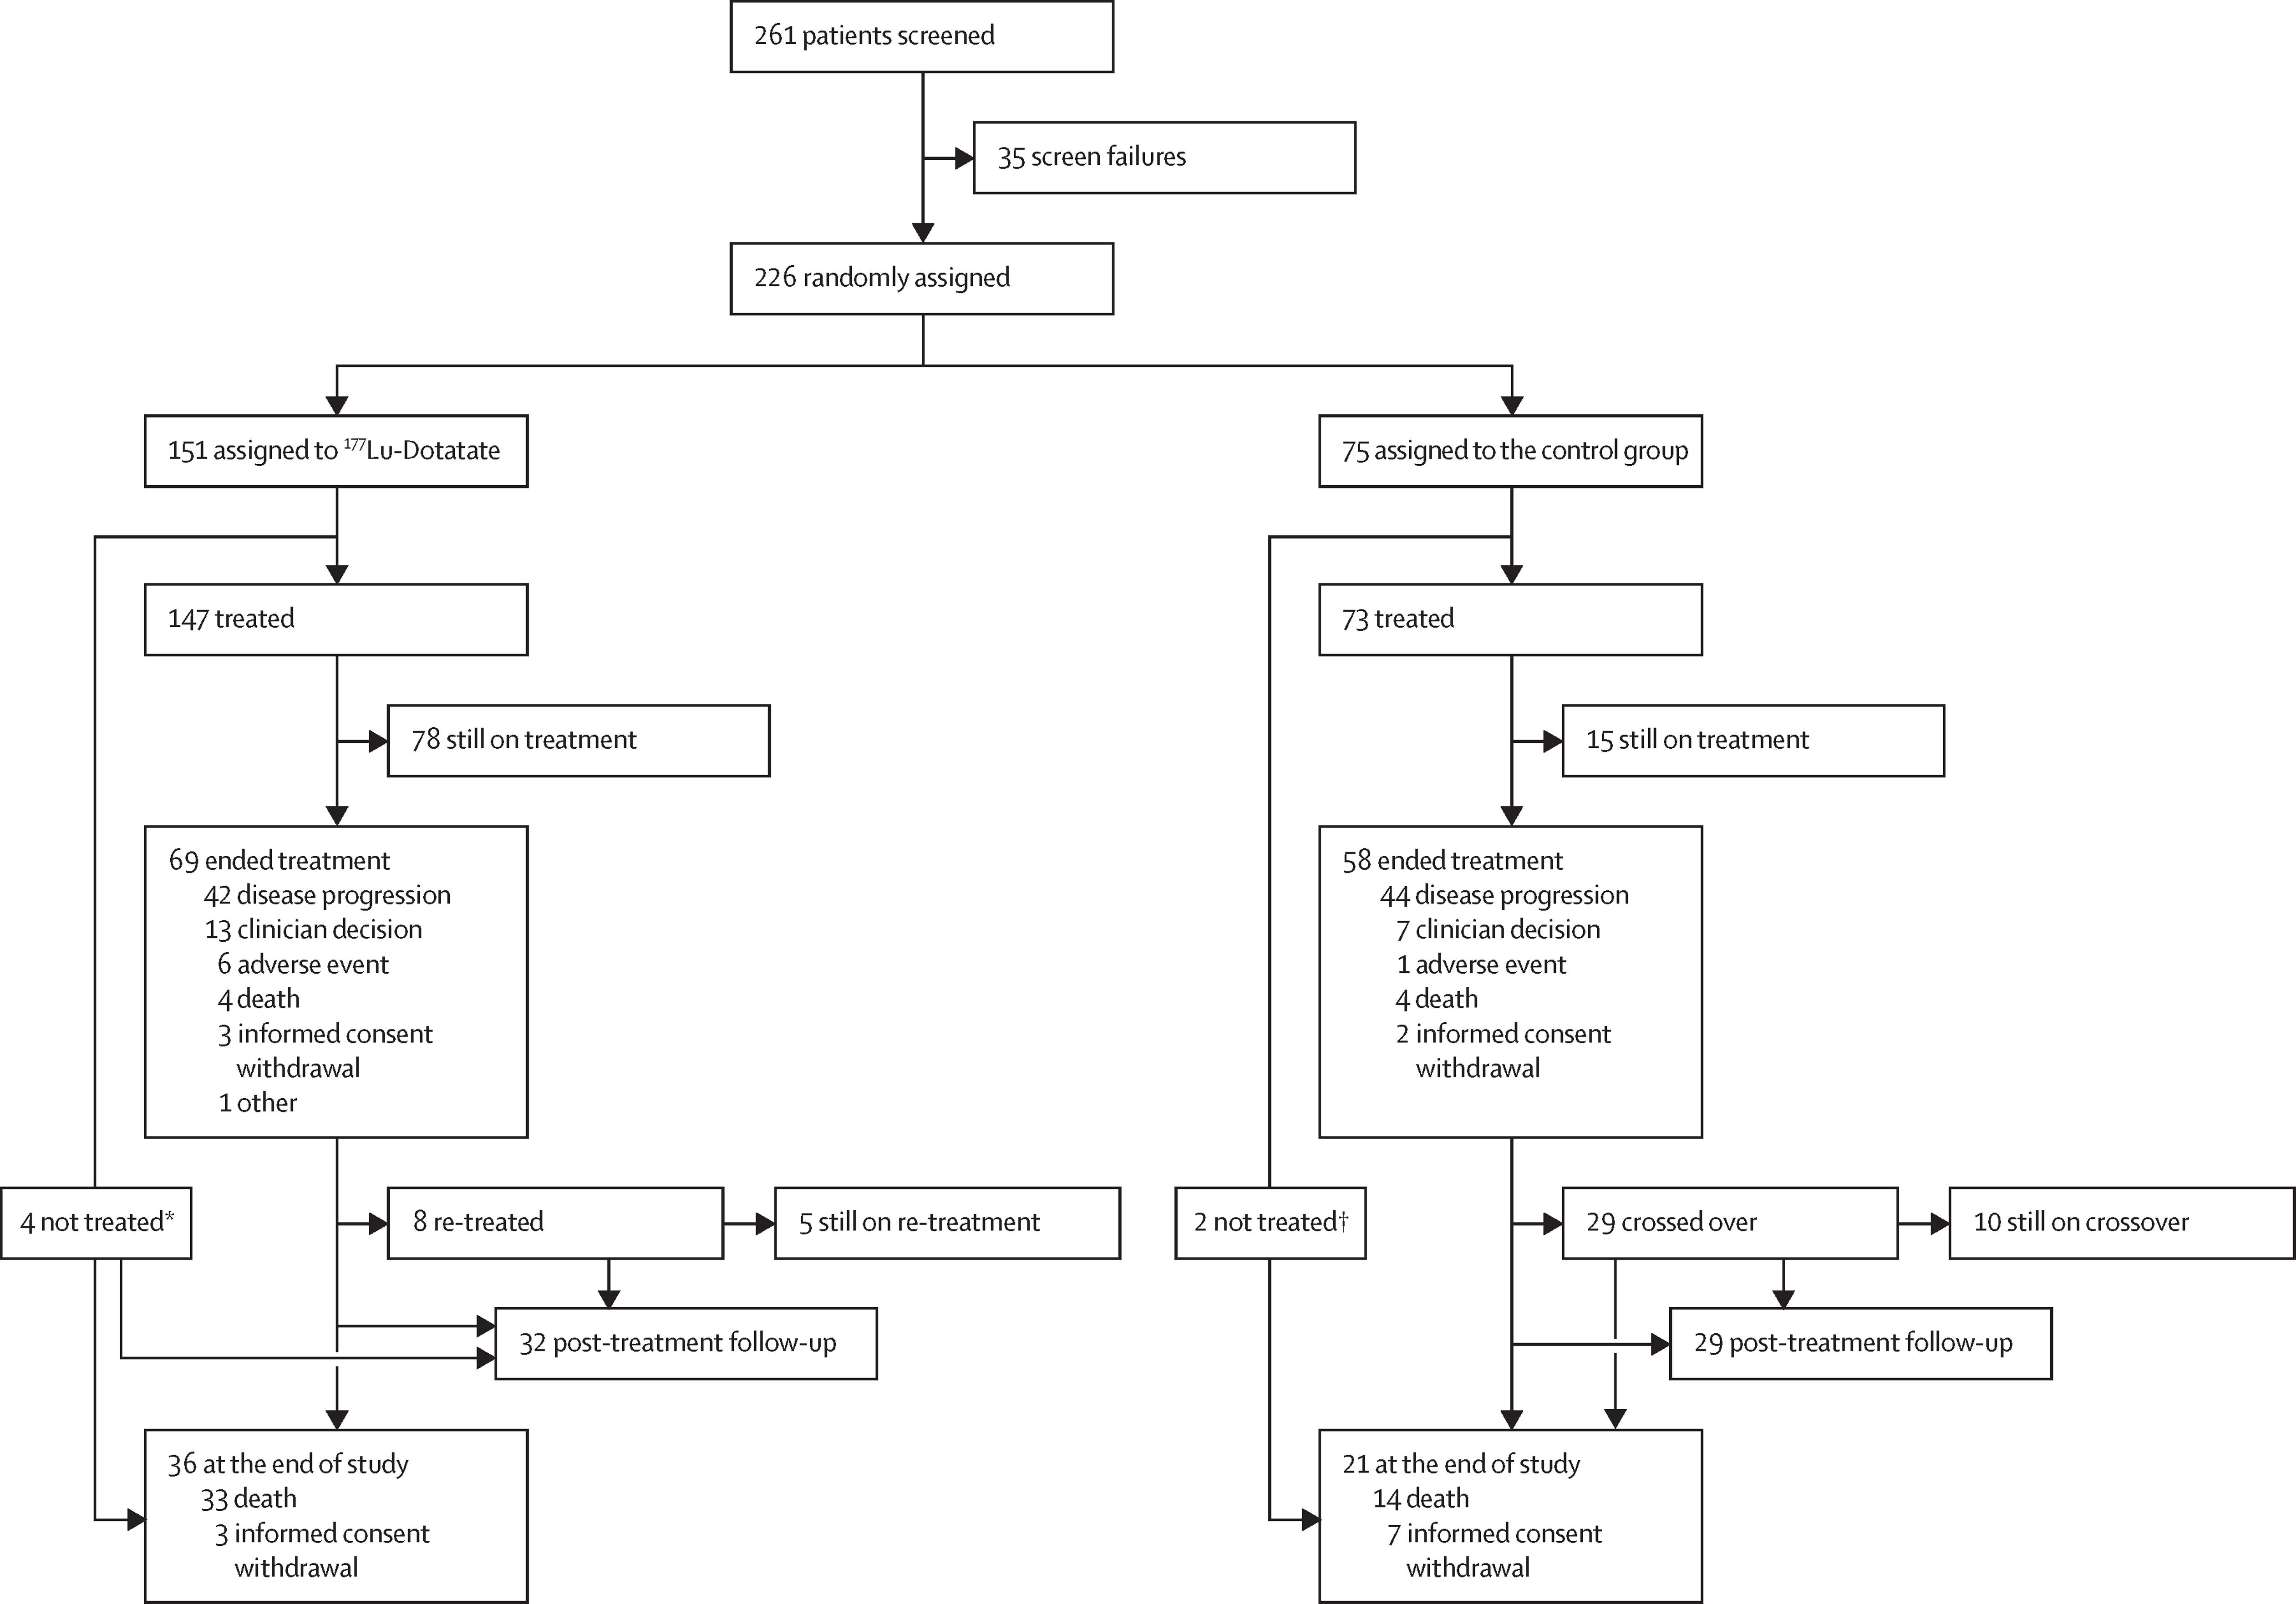 261 patients screened
35 screen failures
226 randomly assigned
151 assigned to ¹⁷⁷Lu-Dotatate
75 assigned to the control group
147 treated
73 treated
78 still on treatment
15 still on treatment
69 ended treatment
42 disease progression
13 clinician decision
6 adverse event
4 death
3 informed consent
withdrawal
1 other
58 ended treatment
44 disease progression
7 clinician decision
1 adverse event
4 death
2 informed consent
withdrawal
4 not treated*
8 re-treated
5 still on re-treatment
2 not treated†
29 crossed over
10 still on crossover
32 post-treatment follow-up
29 post-treatment follow-up
36 at the end of study
33 death
3 informed consent
withdrawal
21 at the end of study
14 death
7 informed consent
withdrawal